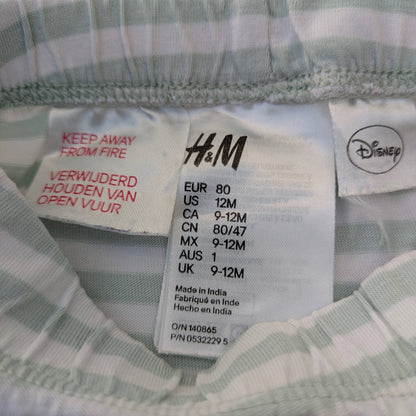 KEEP AWAY
FROM FIRE
VERWIJDERD
HOUDEN VAN
OPEN VUUR
H&M
EUR 80
US 12M
CA 9-12M
CN 80/47
MX 9-12M
AUS 1
UK 9-12M
Made in India
Fabriqué en Inde
Hecho en India
O/N 140865
P/N 0532229 5
Disney